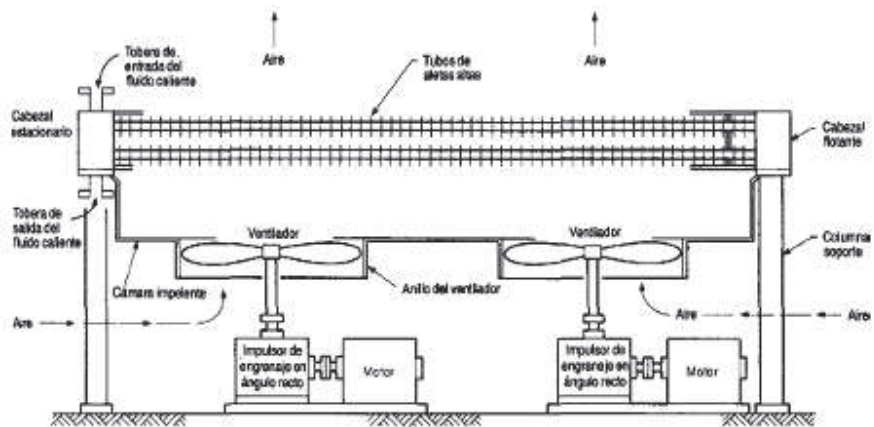 Aire
Aire
Tobera de
entrada del
fluido caliente
Tubos de
aletas altas
Cabezal
estacionario
Cabezal
flotante
Tobera de
salida del
fluido caliente
Ventilador
Ventilador
Columna
soporte
Cámara impelente
Anillo del ventilador
Aire
Aire
Aire
Impulsor de
engranaje en
ángulo recto
Motor
Impulsor de
engranaje en
ángulo recto
Motor